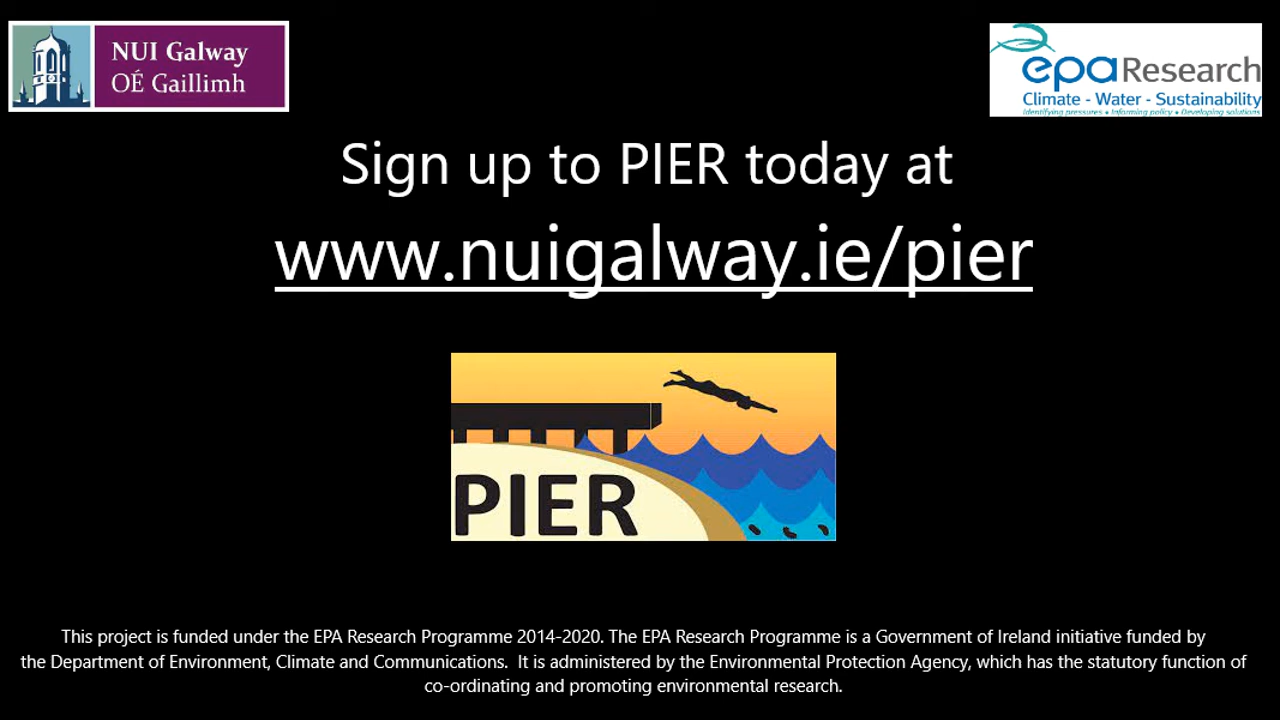 NUI Galway
OÉ Gaillimh
epaResearch
Climate - Water - Sustainability
Identifying pressures • Informing policy • Developing solutions
Sign up to PIER today at
www.nuigalway.ie/pier
PIER
This project is funded under the EPA Research Programme 2014-2020. The EPA Research Programme is a Government of Ireland initiative funded by
the Department of Environment, Climate and Communications. It is administered by the Environmental Protection Agency, which has the statutory function of
co-ordinating and promoting environmental research.